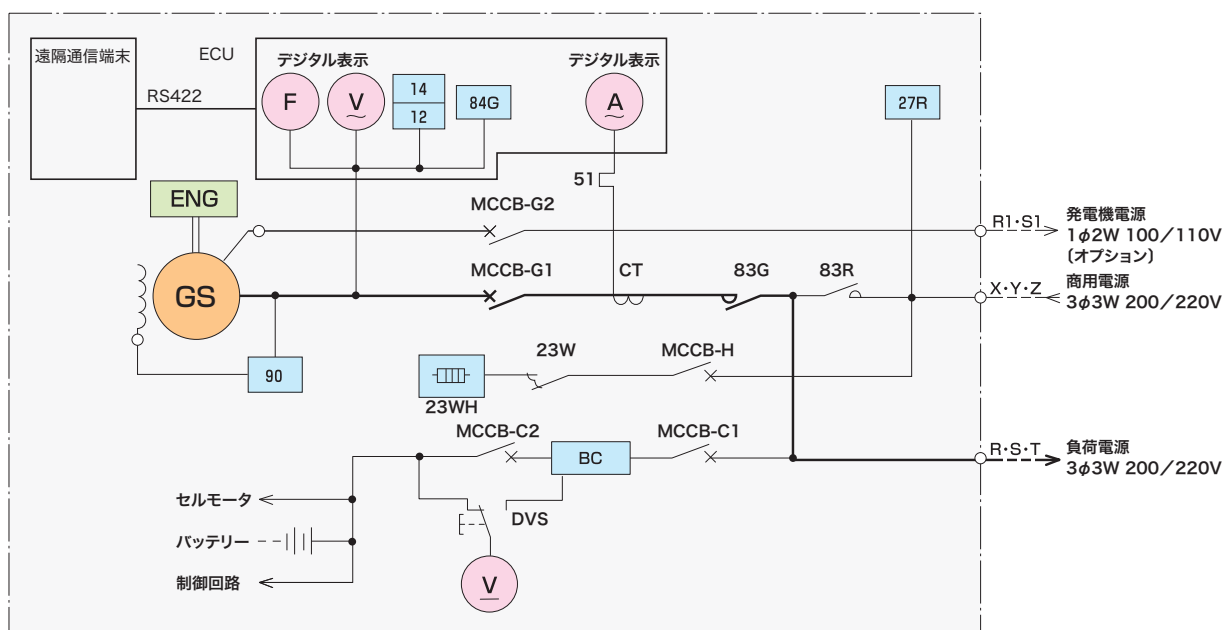 遠隔通信端末
ECU
デジタル表示
デジタル表示
RS422
F
V
14
12
84G
A
27R
51
ENG
MCCB-G2
R1・S1
発電機電源
1φ2W 100／110V
〔オプション〕
GS
MCCB-G1
CT
83G
83R
X・Y・Z
商用電源
3φ3W 200／220V
90
23WH
23W
MCCB-H
MCCB-C2
BC
MCCB-C1
R・S・T
負荷電源
3φ3W 200／220V
セルモータ
DVS
バッテリー
制御回路
V